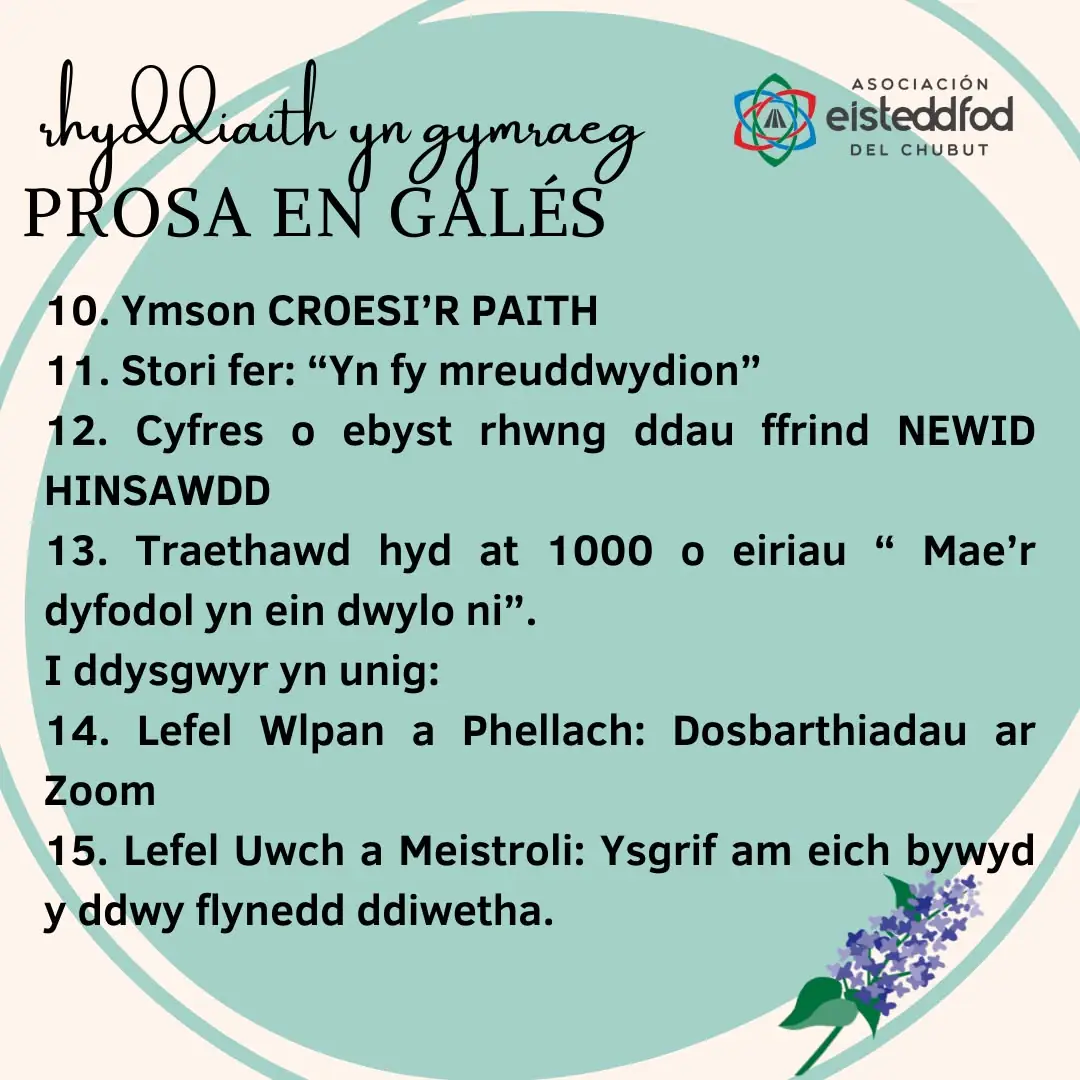 rhyddiaith yn gymraeg
PROSA EN GALÉS
ASOCIACIÓN
eisteddfod
DEL CHUBUT
10. Ymson CROESI’R PAITH
11. Stori fer: “Yn fy mreuddwydion”
12. Cyfres o ebyst rhwng ddau ffrind NEWID
HINSAWDD
13. Traethawd hyd at 1000 o eiriau “ Mae’r
dyfodol yn ein dwylo ni”.
I ddysgwyr yn unig:
14. Lefel Wlpan a Phellach: Dosbarthiadau ar
Zoom
15. Lefel Uwch a Meistroli: Ysgrif am eich bywyd
y ddwy flynedd ddiwetha.